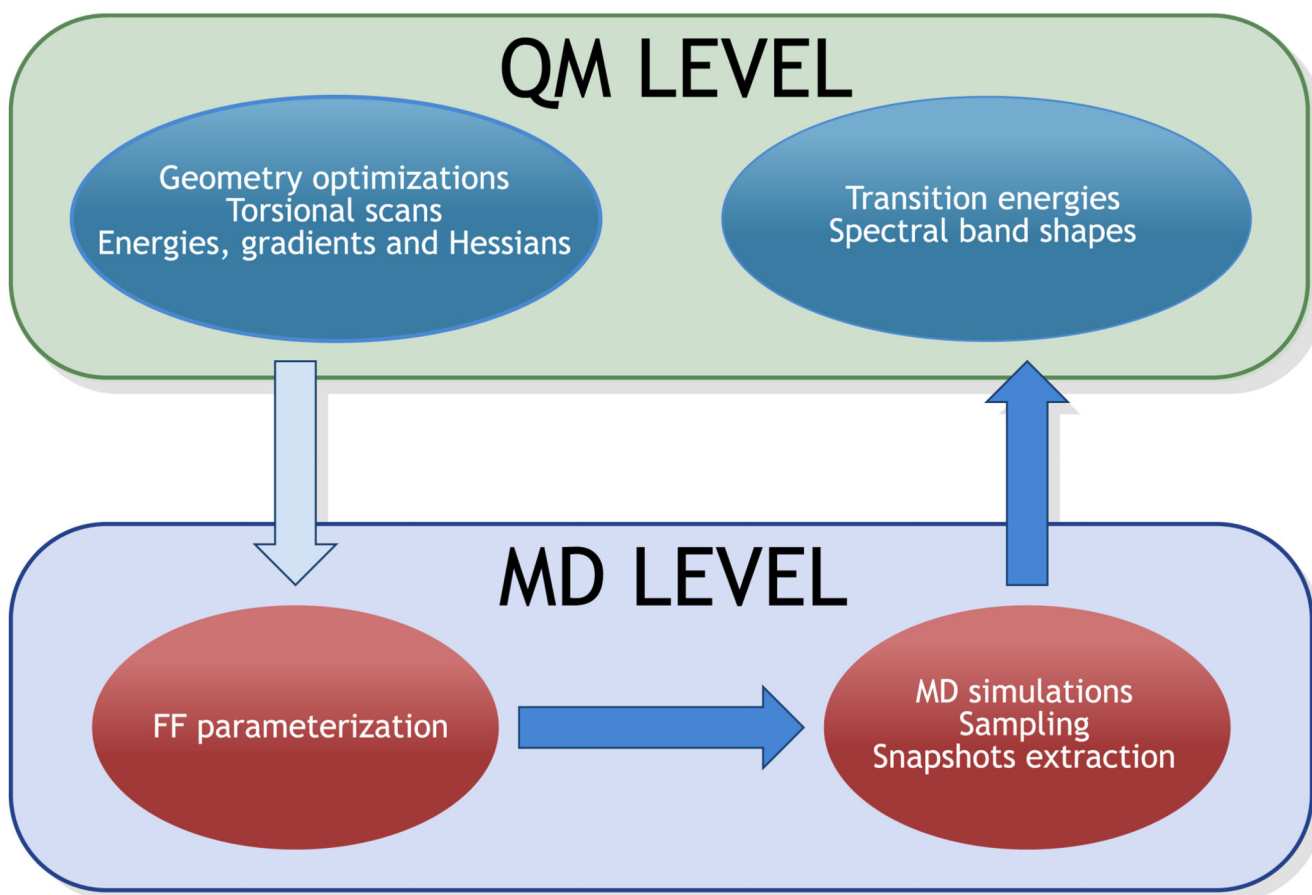 QM LEVEL
Geometry optimizations
Torsional scans
Energies, gradients and Hessians
Transition energies
Spectral band shapes
MD LEVEL
FF parameterization
MD simulations
Sampling
Snapshots extraction